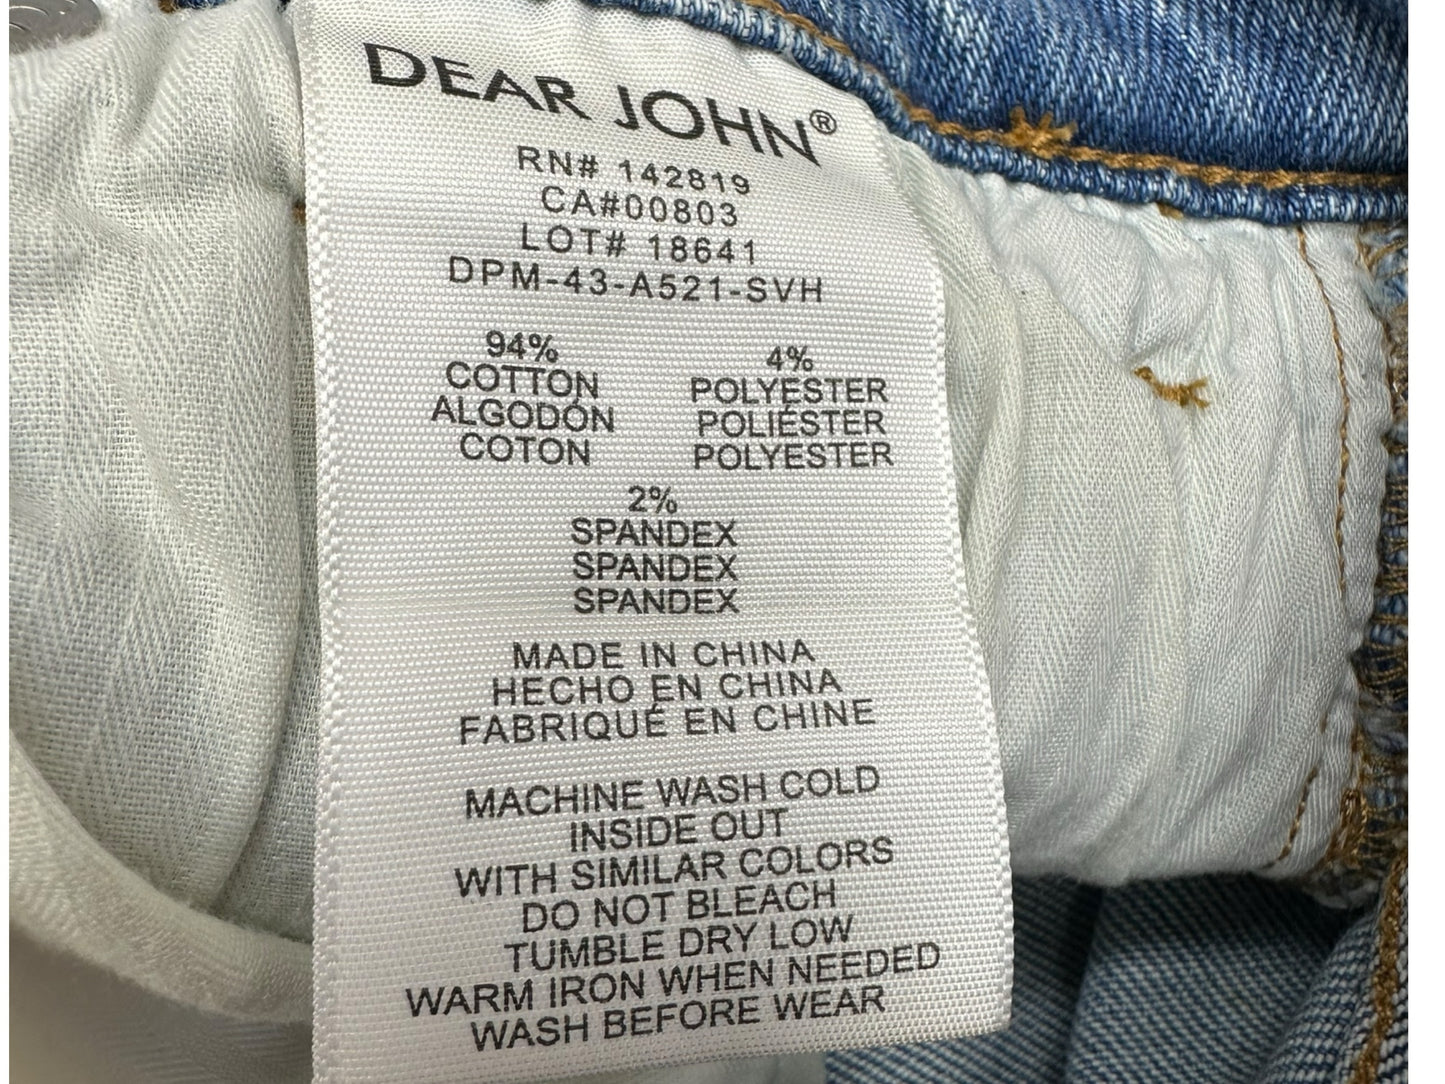 DEAR JOHN®
RN# 142819
CA#00803
LOT# 18641
DPM-43-A521-SVH
94%
COTTON
ALGODÓN
COTON
4%
POLYESTER
POLIÉSTER
POLYESTER
2%
SPANDEX
SPANDEX
SPANDEX
MADE IN CHINA
HECHO EN CHINA
FABRIQUÉ EN CHINE
MACHINE WASH COLD
INSIDE OUT
WITH SIMILAR COLORS
DO NOT BLEACH
TUMBLE DRY LOW
WARM IRON WHEN NEEDED
WASH BEFORE WEAR